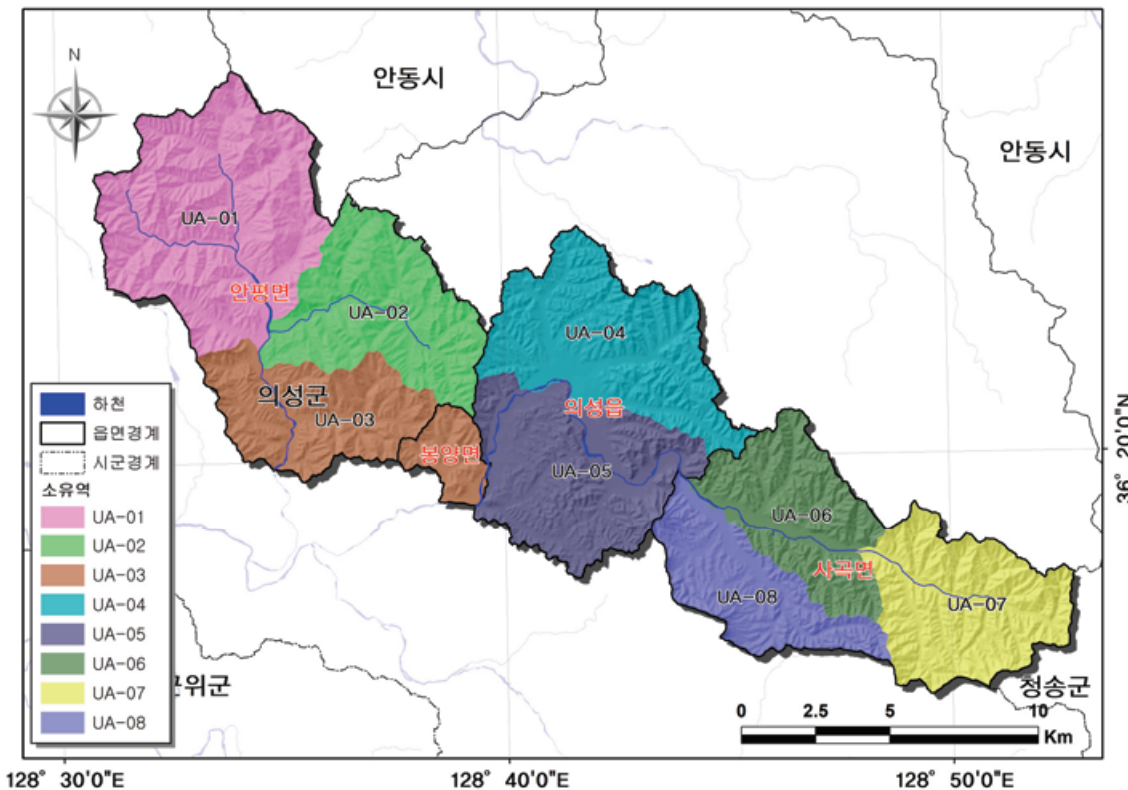 N
안동시
안동시
UA-01
안평면
UA-02
UA-04
의성군
UA-03
의성읍
봉양면
UA-05
UA-06
사곡면
UA-08
UA-07
하천
읍면경계
시군경계
소유역
UA-01
UA-02
UA-03
UA-04
UA-05
UA-06
UA-07
UA-08
군위군
청송군
0 2.5 5 10
Km
36° 20'0"N
128° 30'0"E
128° 40'0"E
128° 50'0"E